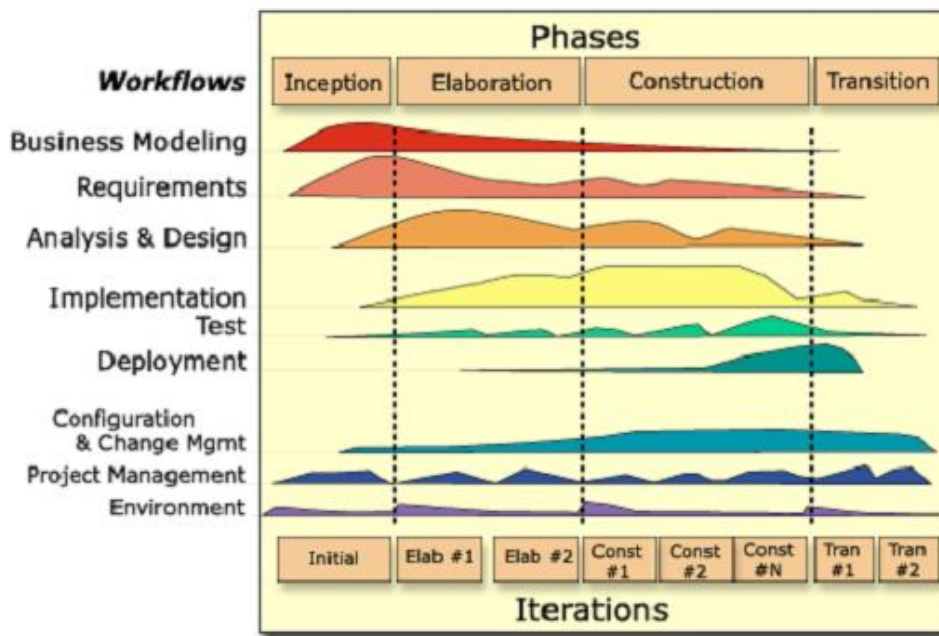 Phases
Workflows
Inception
Elaboration
Construction
Transition
Business Modeling
Requirements
Analysis & Design
Implementation
Test
Deployment
Configuration
& Change Mgmt
Project Management
Environment
Initial
Elab #1
Elab #2
Const
#1
Const
#2
Const
#N
Tran
#1
Tran
#2
Iterations